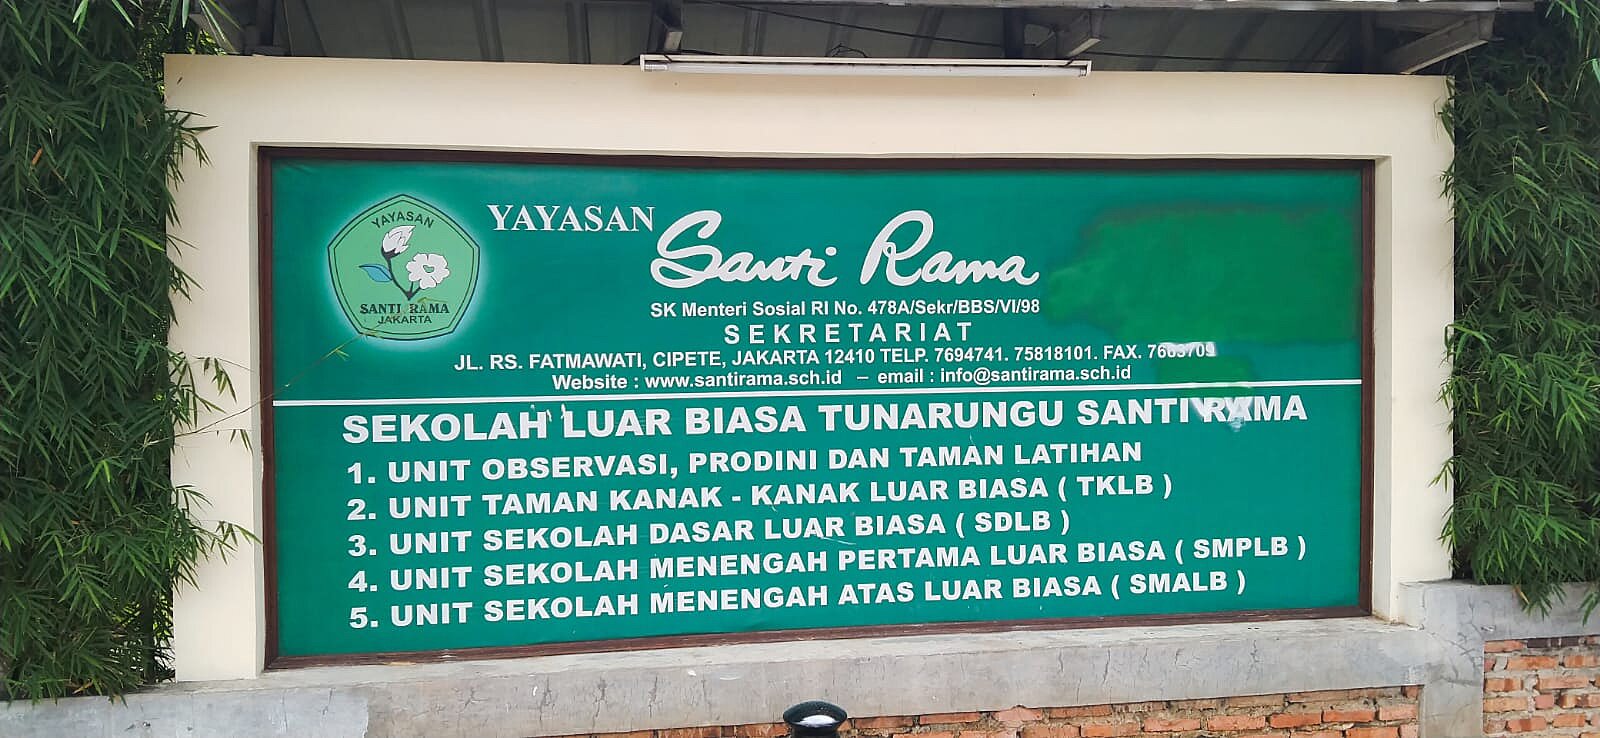 YAYASAN
SANTI RAMA
JAKARTA
YAYASAN Santi Rama
SK Menteri Sosial RI No. 478A/Sekr/BBS/VI/98
SEKRETARIAT
JL. RS. FATMAWATI, CIPETE, JAKARTA 12410 TELP. 7694741. 75818101. FAX.
Website : www.santirama.sch.id – email : info@santirama.sch.id
SEKOLAH LUAR BIASA TUNARUNGU SANTI RAMA
1. UNIT OBSERVASI, PRODINI DAN TAMAN LATIHAN
2. UNIT TAMAN KANAK - KANAK LUAR BIASA ( TKLB )
3. UNIT SEKOLAH DASAR LUAR BIASA ( SDLB )
4. UNIT SEKOLAH MENENGAH PERTAMA LUAR BIASA ( SMPLB )
5. UNIT SEKOLAH MENENGAH ATAS LUAR BIASA ( SMALB )